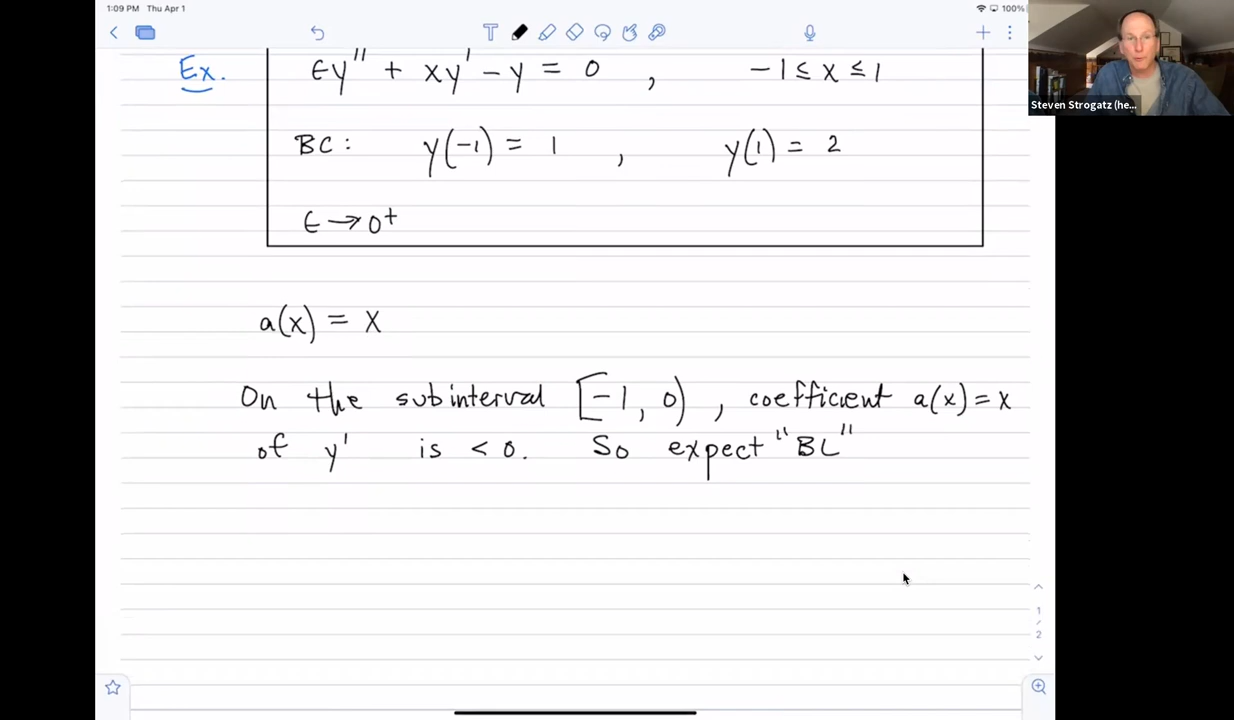 1:09 PM Thu Apr 1
100%
T
Steven Strogatz (he...
Ex.
ϵy'' + xy' - y = 0 , -1 ≤ x ≤ 1
BC: y(-1) = 1 , y(1) = 2
ϵ → 0⁺
a(x) = x
On the subinterval [-1, 0) , coefficient a(x) = x
of y' is < 0. So expect "BL"
1
/
2